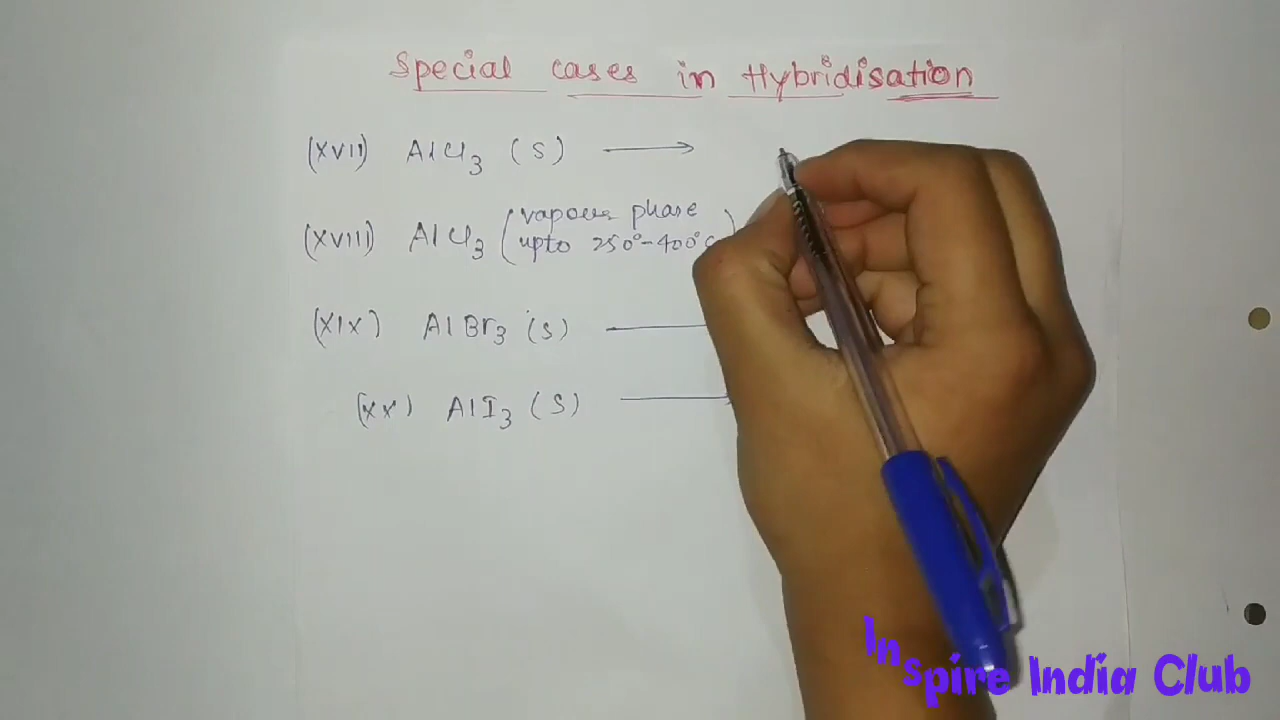 Special cases in Hybridisation
(XVII) AlCl3 (S) ⟶
(XVIII) AlCl3 (vapour phase
upto 250°-400°C)
(XIX) AlBr3 (S) ⟶
(XX) AlI3 (S) ⟶
Inspire India Club